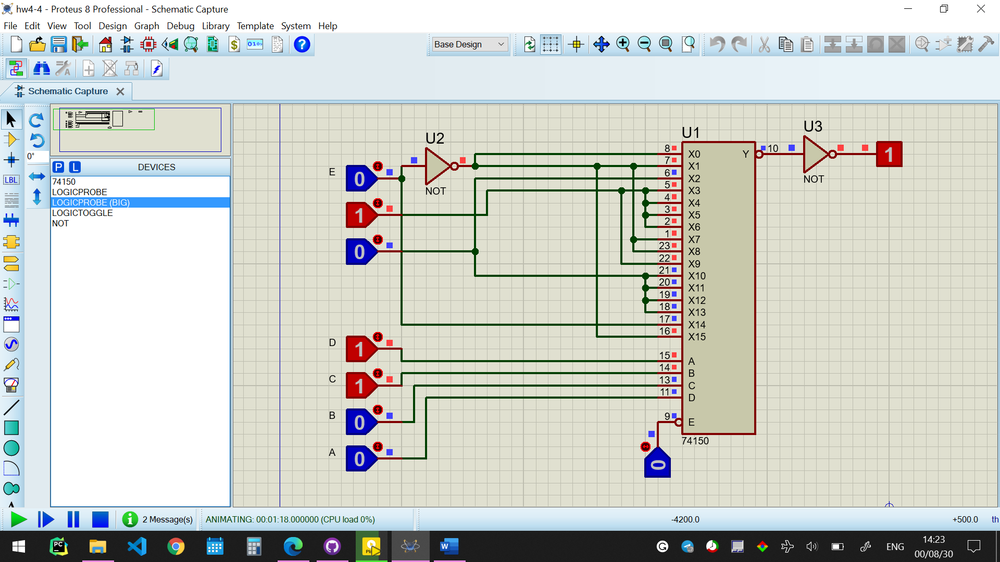 hw4-4 - Proteus 8 Professional - Schematic Capture
File Edit View Tool Design Graph Debug Library Template System Help
Base Design
Schematic Capture
0°
P L DEVICES
74150
LOGICPROBE
LOGICPROBE (BIG)
LOGICTOGGLE
NOT
LBL
U2
NOT
U1
U3
NOT
E
0
1
0
D
1
C
1
B
0
A
0
8 X0
7 X1
6 X2
5 X3
4 X4
3 X5
2 X6
1 X7
23 X8
22 X9
21 X10
20 X11
19 X12
18 X13
17 X14
16 X15
15 A
14 B
13 C
11 D
9 E
Y 10
1
74150
0
2 Message(s)
ANIMATING: 00:01:18.000000 (CPU load 0%)
-4200.0
+500.0
th
PC
W
G
ENG
14:23
00/08/30